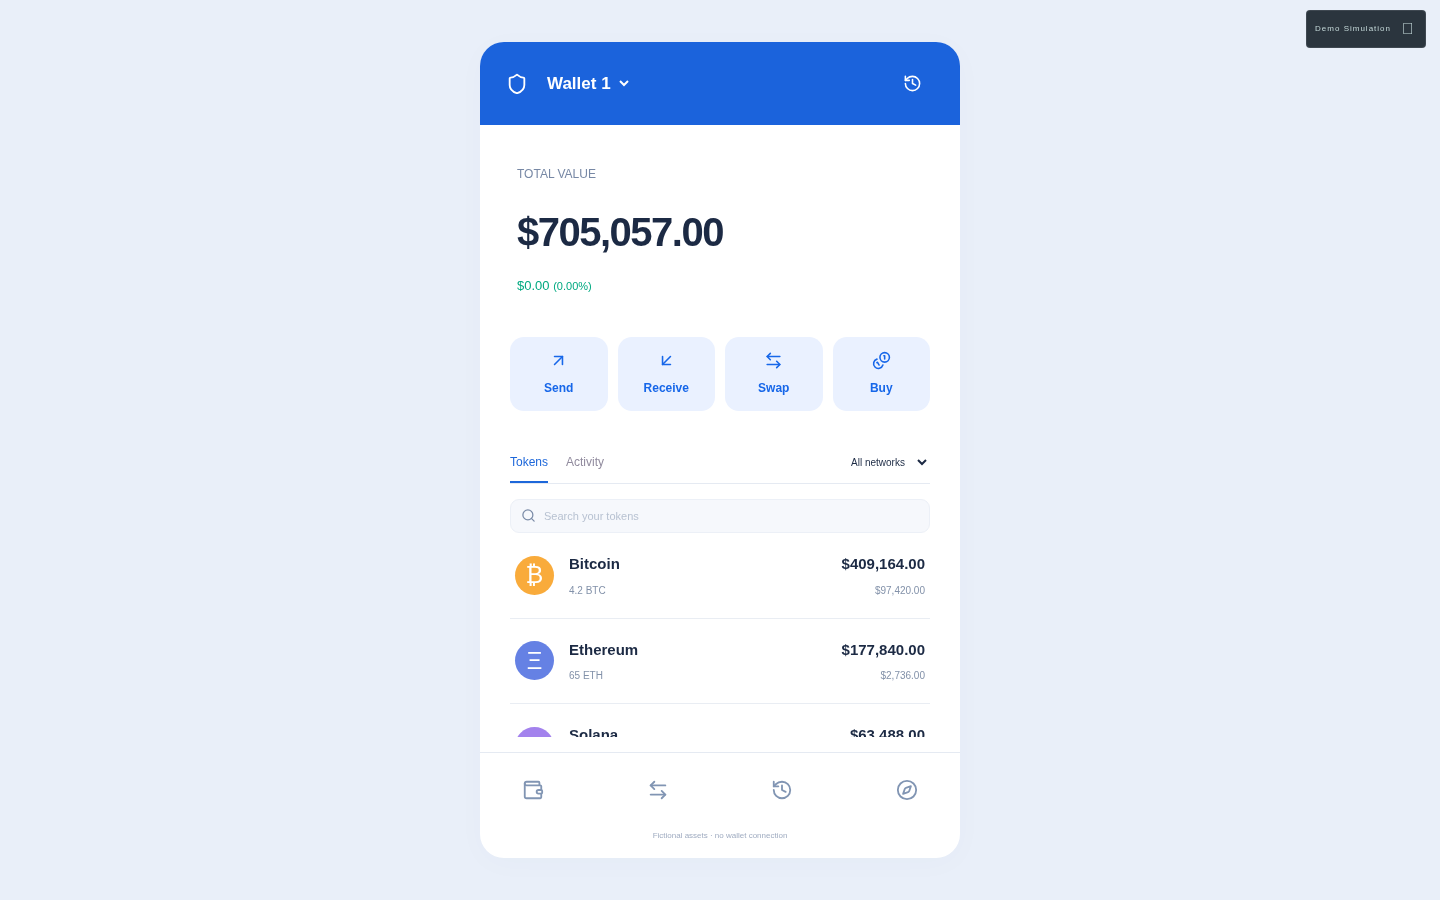 Demo Simulation
Wallet 1
TOTAL VALUE
$705,057.00
$0.00 (0.00%)
Send
Receive
Swap
Buy
Tokens
Activity
All networks
Search your tokens
Bitcoin
$409,164.00
4.2 BTC
$97,420.00
Ethereum
$177,840.00
65 ETH
$2,736.00
Solana
$63,488.00
Fictional assets · no wallet connection